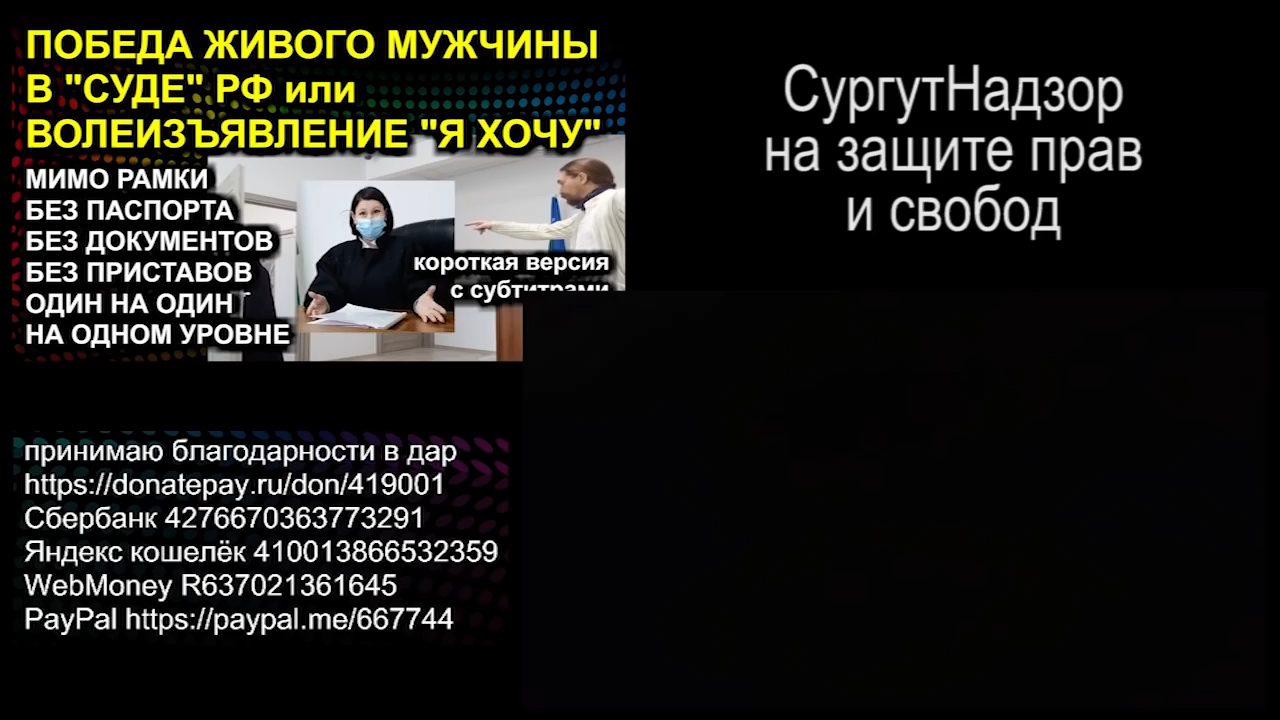 ПОБЕДА ЖИВОГО МУЖЧИНЫ
В "СУДЕ" РФ или
ВОЛЕИЗЪЯВЛЕНИЕ "Я ХОЧУ"
МИМО РАМКИ
БЕЗ ПАСПОРТА
БЕЗ ДОКУМЕНТОВ
БЕЗ ПРИСТАВОВ
ОДИН НА ОДИН
НА ОДНОМ УРОВНЕ
короткая версия
с субтитрами
СургутНадзор
на защите прав
и свобод
принимаю благодарности в дар
https://donatepay.ru/don/419001
Сбербанк 4276670363773291
Яндекс кошелёк 410013866532359
WebMoney R637021361645
PayPal https://paypal.me/667744